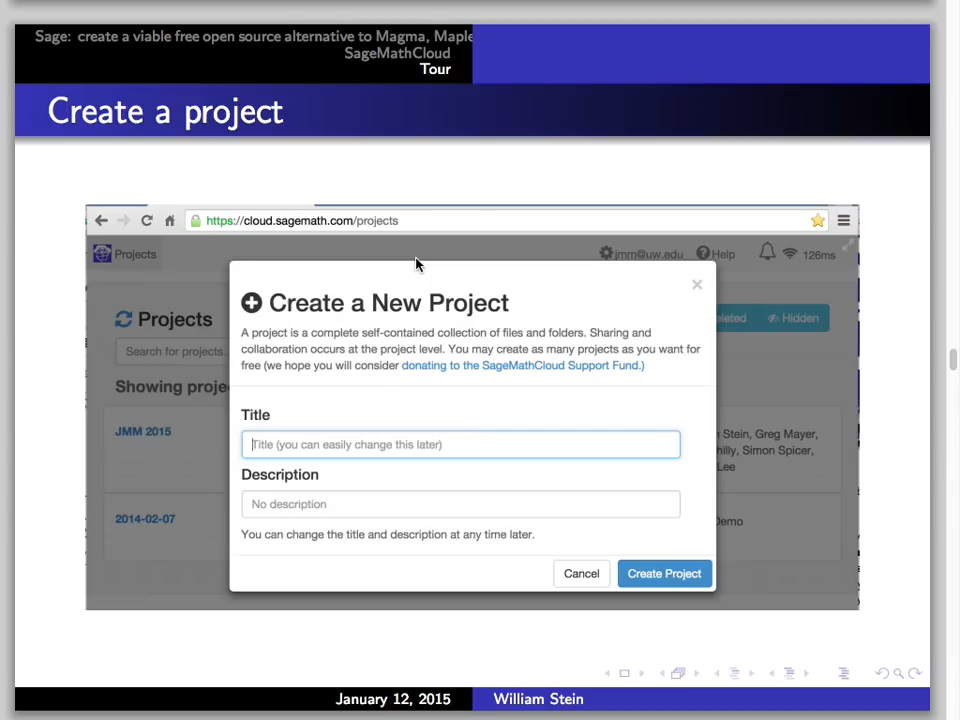 Sage: create a viable free open source alternative to Magma, Maple
SageMathCloud
Tour
Create a project
https://cloud.sagemath.com/projects
Projects
jmm@uw.edu
Help
126ms
Projects
Hidden
Search for projects
Showing
JMM 2015
Stein, Greg Mayer,
Simon Spicer,
Lee
2014-02-07
Demo
Create a New Project
A project is a complete self-contained collection of files and folders. Sharing and
collaboration occurs at the project level. You may create as many projects as you want for
free (we hope you will consider donating to the SageMathCloud Support Fund.)
Title
Title (you can easily change this later)
Description
No description
You can change the title and description at any time later.
Cancel
Create Project
January 12, 2015
William Stein